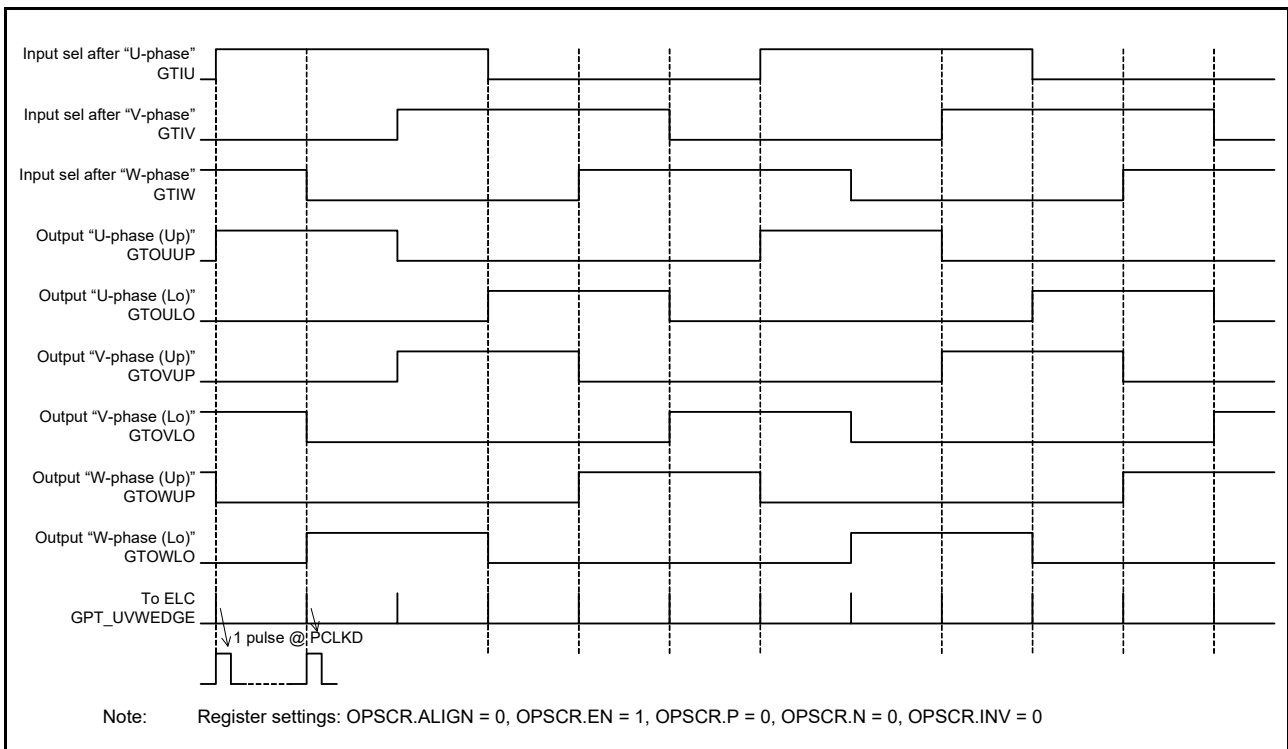 Input sel after “U-phase”
GTIU
Input sel after “V-phase”
GTIV
Input sel after “W-phase”
GTIW
Output “U-phase (Up)”
GTOUUP
Output “U-phase (Lo)”
GTOULO
Output “V-phase (Up)”
GTOVUP
Output “V-phase (Lo)”
GTOVLO
Output “W-phase (Up)”
GTOWUP
Output “W-phase (Lo)”
GTOWLO
To ELC
GPT_UVWEDGE
1 pulse @ PCLKD
Note: Register settings: OPSCR.ALIGN = 0, OPSCR.EN = 1, OPSCR.P = 0, OPSCR.N = 0, OPSCR.INV = 0